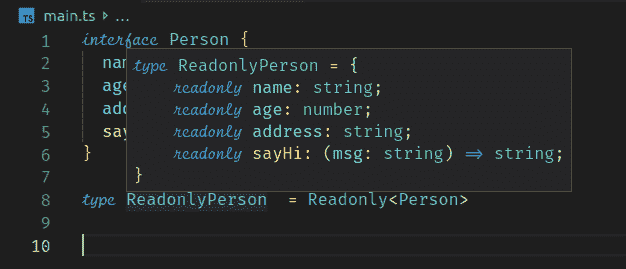 TS main.ts > ...
1 interface Person {
2 nam
3 age
4 add
5 say
6 }
7
8 type ReadonlyPerson = Readonly<Person>
9
10
type ReadonlyPerson = {
readonly name: string;
readonly age: number;
readonly address: string;
readonly sayHi: (msg: string) => string;
}